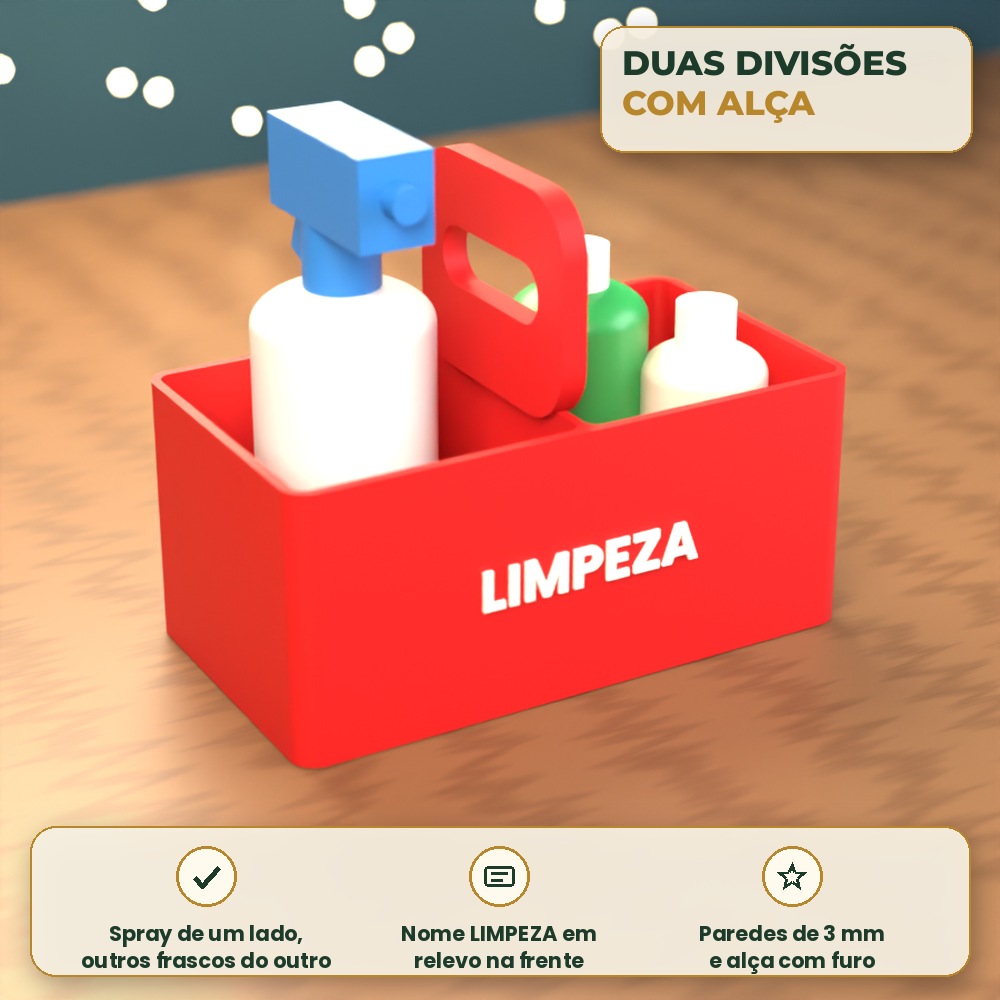 DUAS DIVISÕES
COM ALÇA
LIMPEZA
Spray de um lado,
outros frascos do outro
Nome LIMPEZA em
relevo na frente
Paredes de 3 mm
e alça com furo